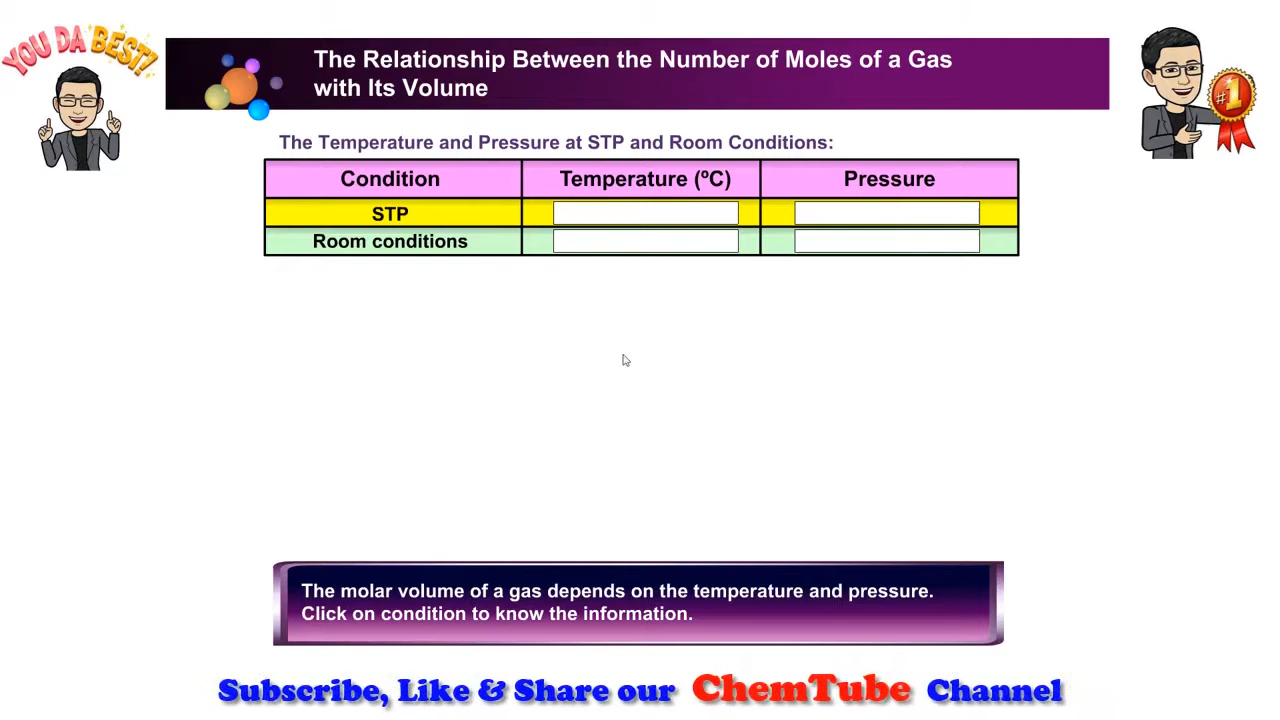 YOU DA BEST!
The Relationship Between the Number of Moles of a Gas
with Its Volume
#1
The Temperature and Pressure at STP and Room Conditions:
Condition Temperature (ºC) Pressure
STP
Room conditions
The molar volume of a gas depends on the temperature and pressure.
Click on condition to know the information.
Subscribe, Like & Share our ChemTube Channel